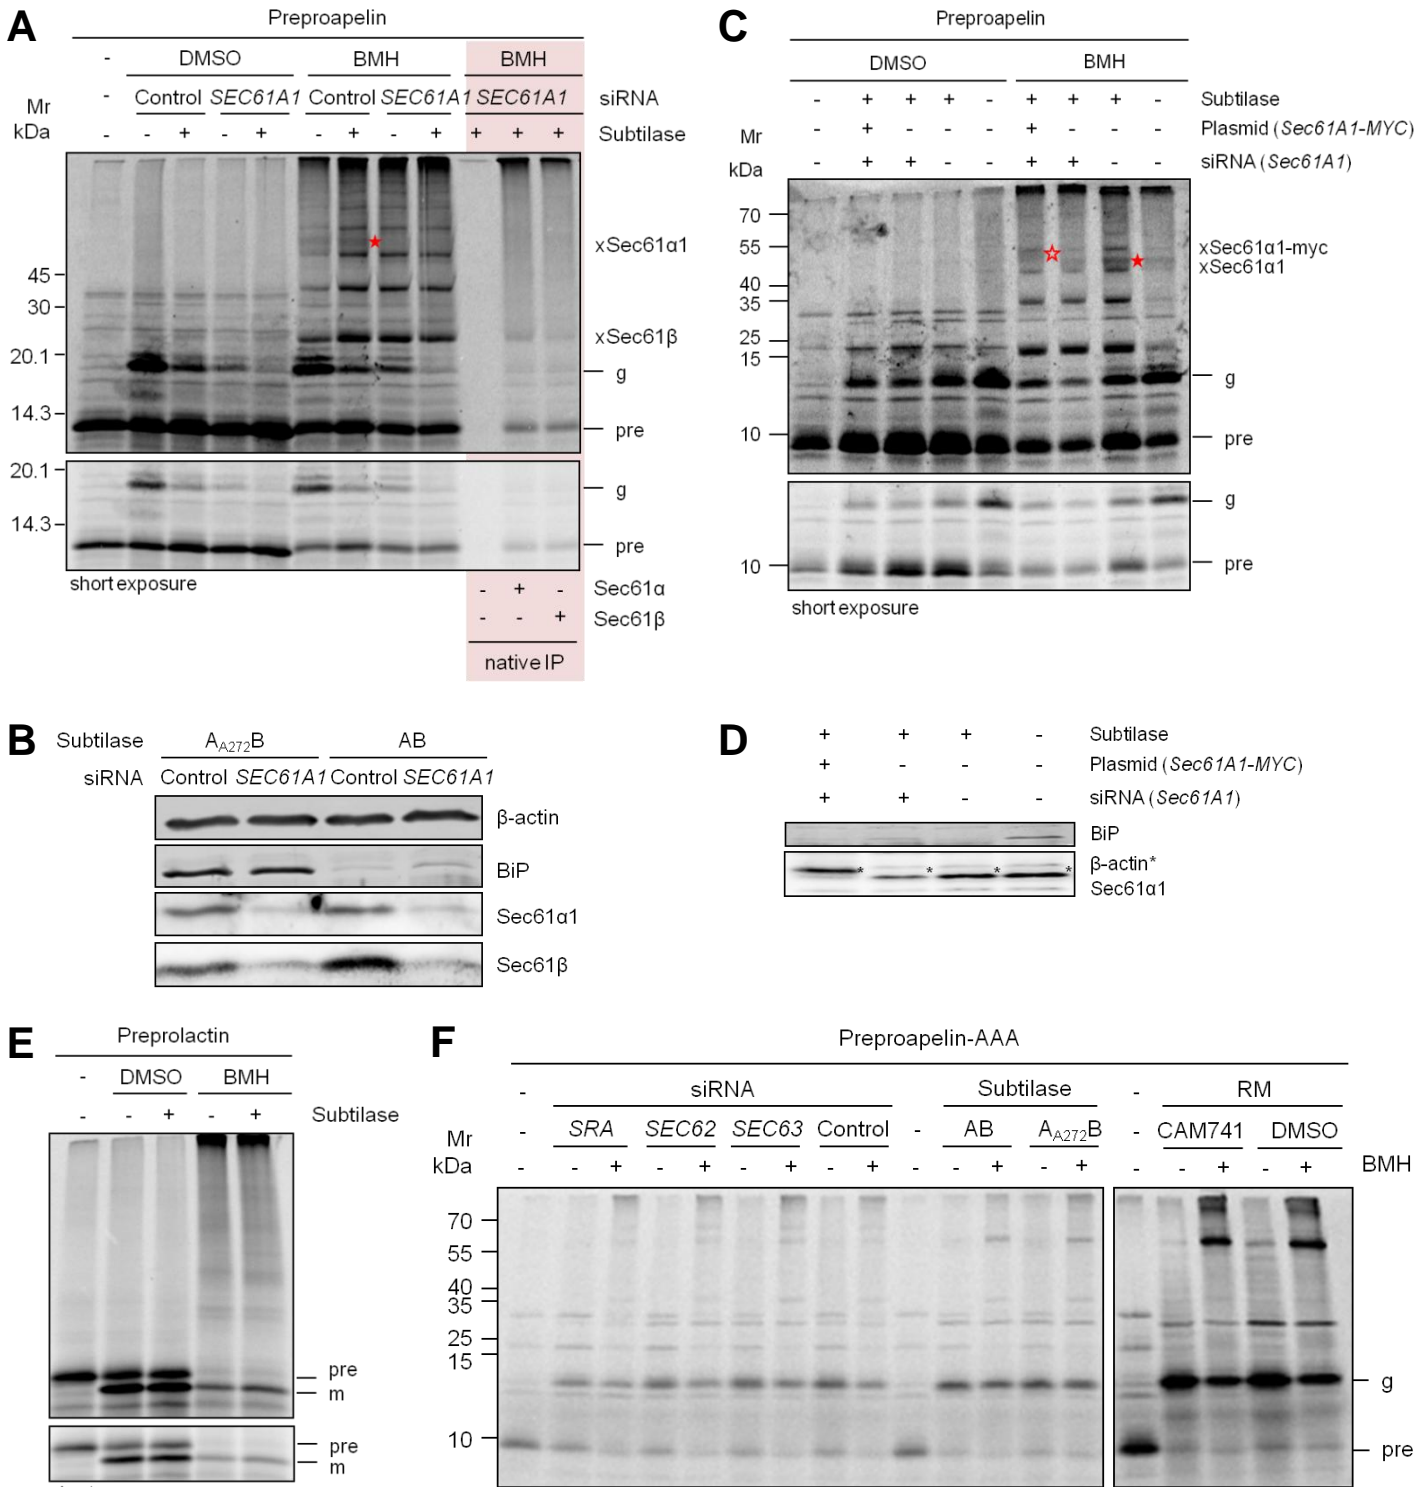 A
Preproapelin
- DMSO BMH BMH
- Control SEC61A1 Control SEC61A1 SEC61A1 siRNA
Mr
kDa
- - + - + - + - + + + + Subtilase
xSec61α1
45
30
xSec61β
20.1
g
14.3
pre
20.1
g
14.3
pre
short exposure
- + - Sec61α
- - + Sec61β
native IP
B
Subtilase AA272B AB
siRNA Control SEC61A1 Control SEC61A1
β-actin
BiP
Sec61α1
Sec61β
C
Preproapelin
DMSO BMH
- + + + - + + + - Subtilase
- + - - - + - - - Plasmid (Sec61A1-MYC)
- + + - - + + - - siRNA (Sec61A1)
Mr
kDa
70
55
xSec61α1-myc
xSec61α1
40
35
25
15
g
10
pre
g
10
pre
short exposure
D
+ + + - Subtilase
+ - - - Plasmid (Sec61A1-MYC)
+ + - - siRNA (Sec61A1)
BiP
* * * * β-actin*
Sec61α1
E
Preprolactin
- DMSO BMH
- - + - + Subtilase
pre
m
pre
m
F
Preproapelin-AAA
- siRNA Subtilase - RM
- SRA SEC62 SEC63 Control - AB AA272B - CAM741 DMSO
Mr
kDa
- - + - + - + - + - - + - + - - + - + BMH
70
55
40
35
25
15
g
10
pre